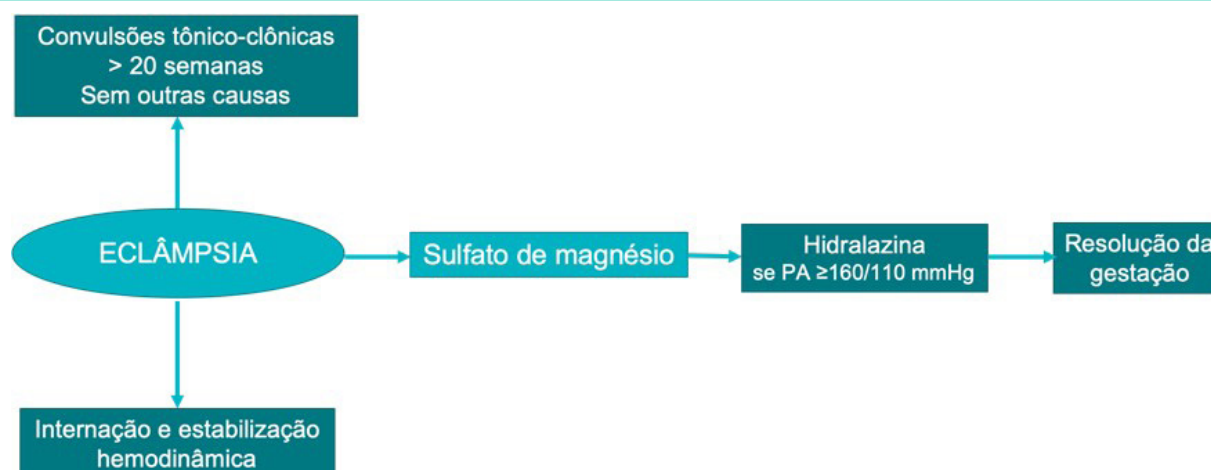 Convulsões tônico-clônicas
> 20 semanas
Sem outras causas
ECLÂMPSIA
Sulfato de magnésio
Hidralazina
se PA ≥160/110 mmHg
Resolução da
gestação
Internação e estabilização
hemodinâmica